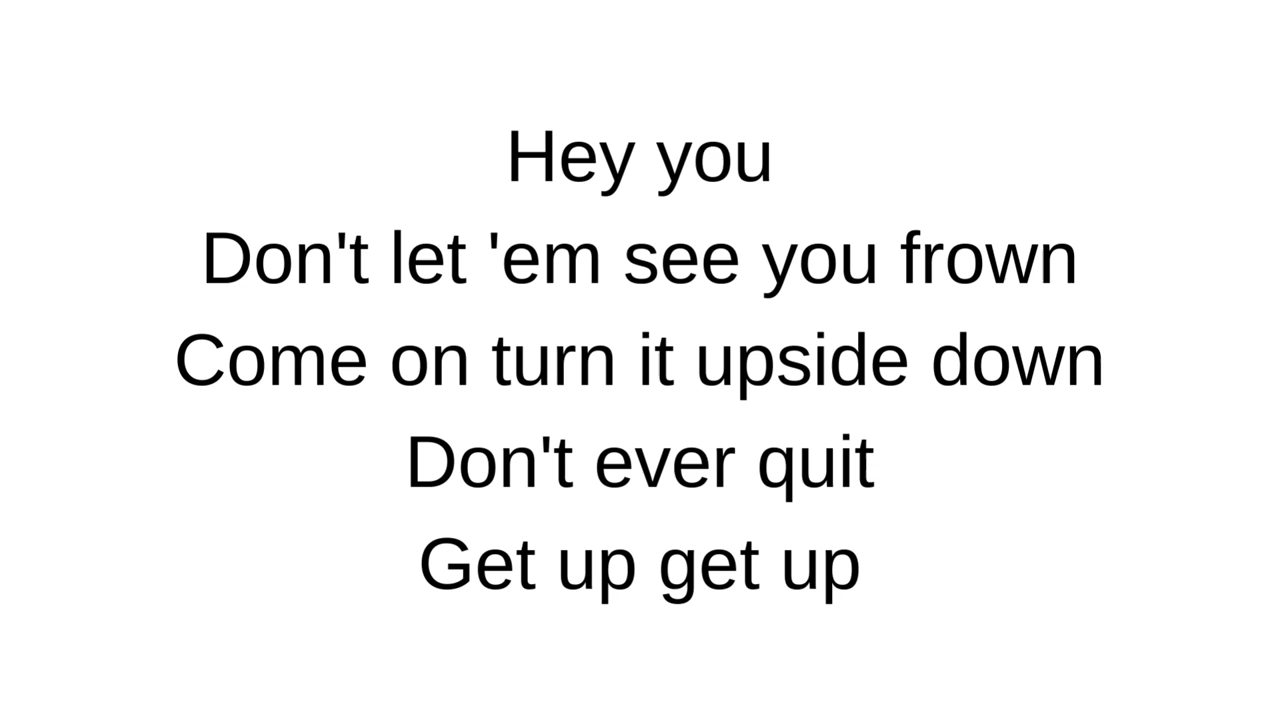 Hey you
Don't let 'em see you frown
Come on turn it upside down
Don't ever quit
Get up get up